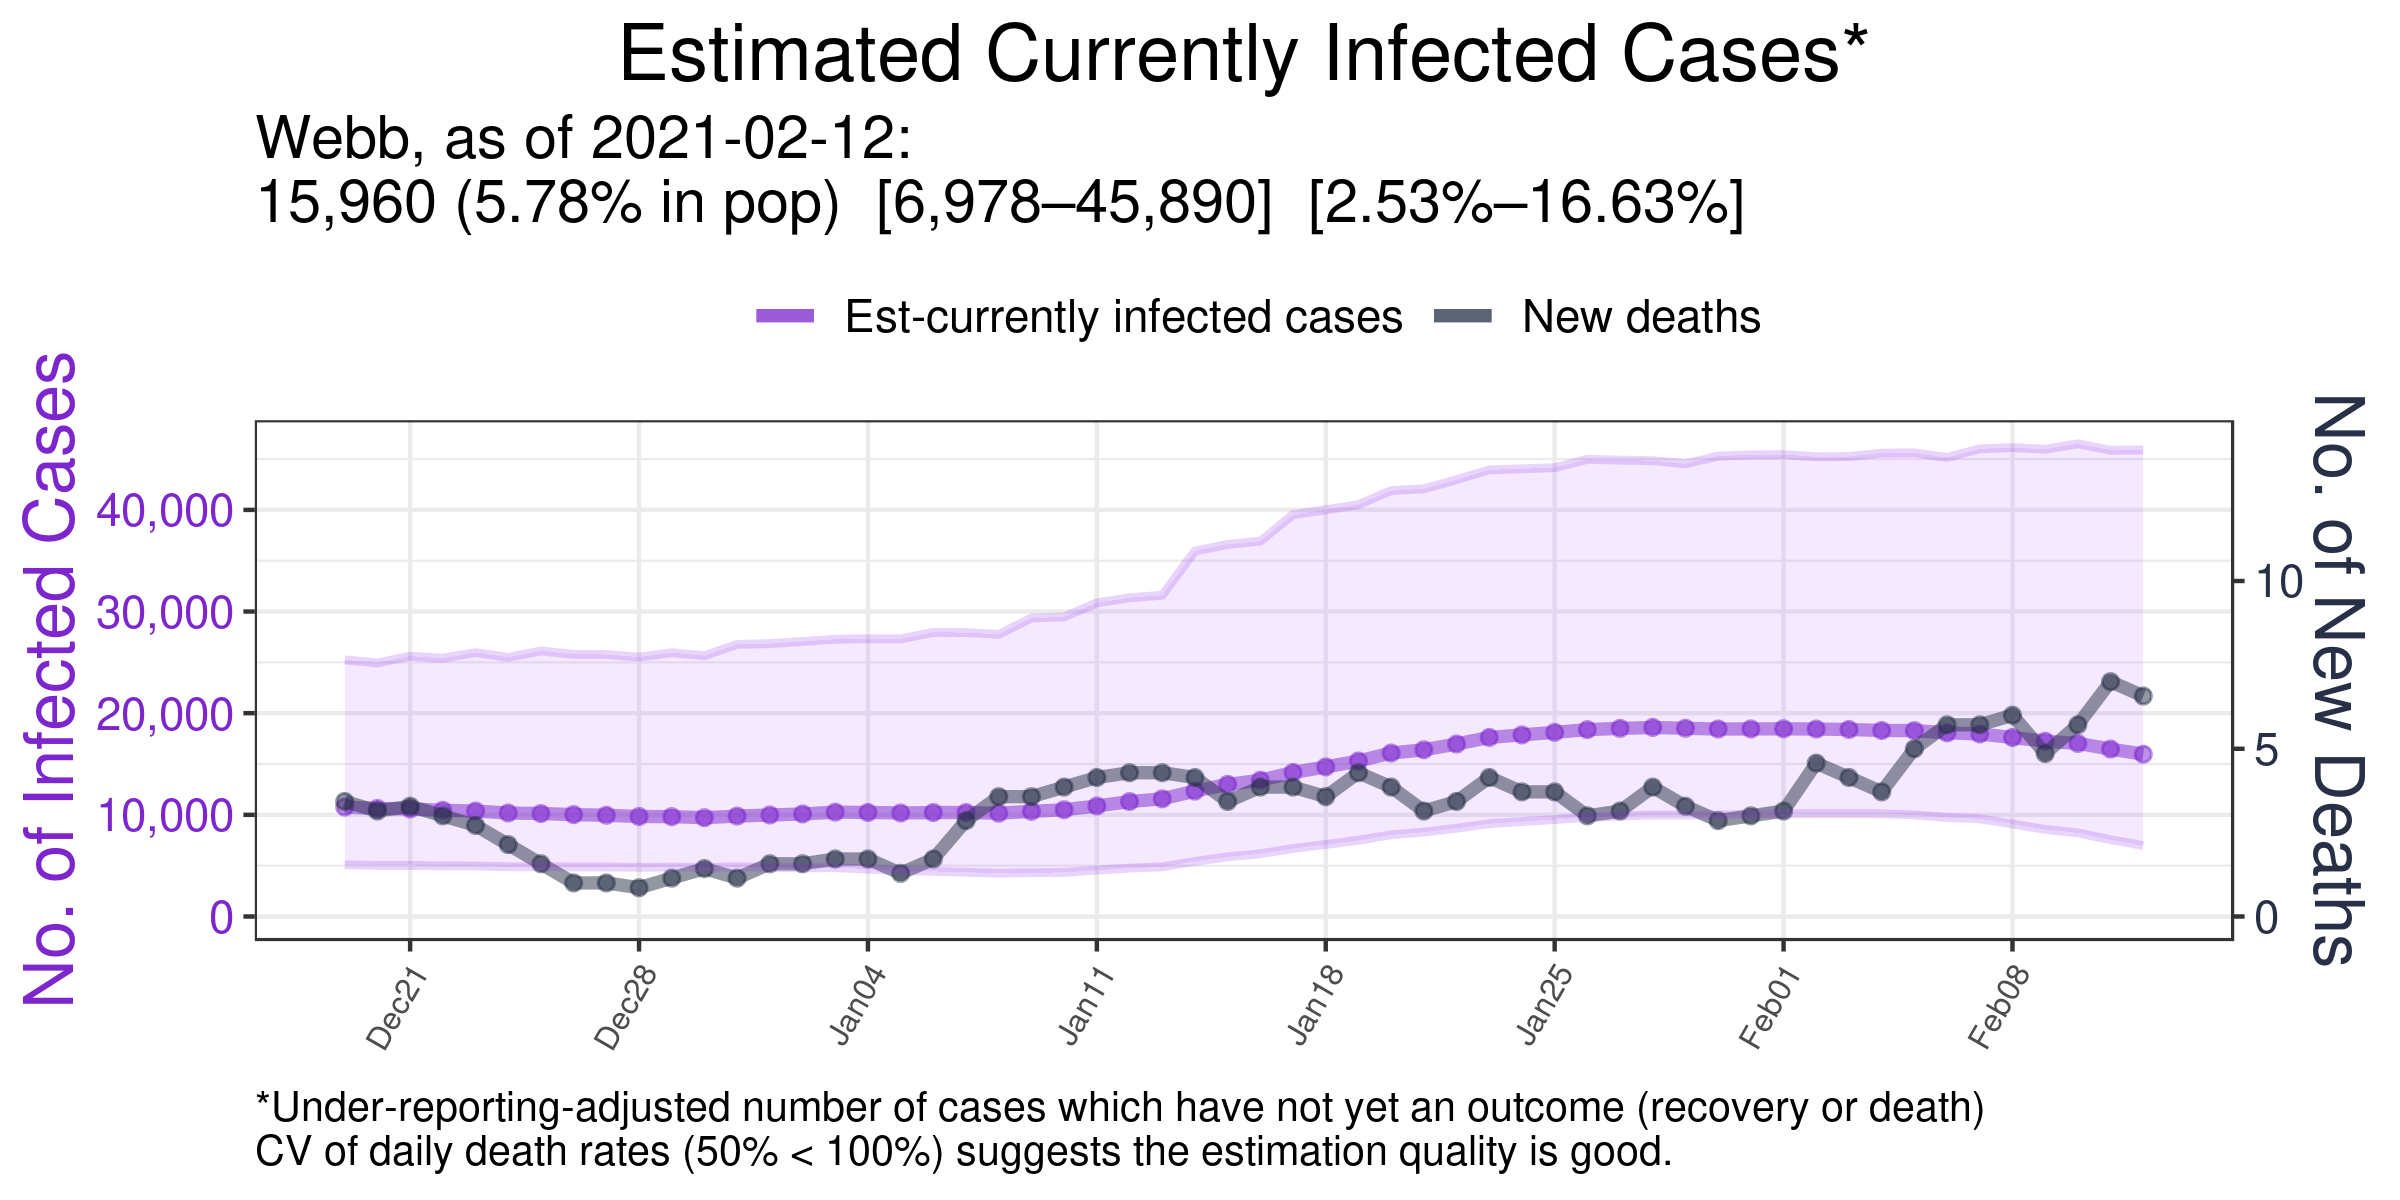 Estimated Currently Infected Cases*
Webb, as of 2021-02-12:
15,960 (5.78% in pop)  [6,978–45,890]  [2.53%–16.63%]
Est-currently infected cases
New deaths
No. of Infected Cases
40,000
30,000
20,000
10,000
0
10
5
0
No. of New Deaths
Dec21
Dec28
Jan04
Jan11
Jan18
Jan25
Feb01
Feb08
*Under-reporting-adjusted number of cases which have not yet an outcome (recovery or death)
CV of daily death rates (50% < 100%) suggests the estimation quality is good.